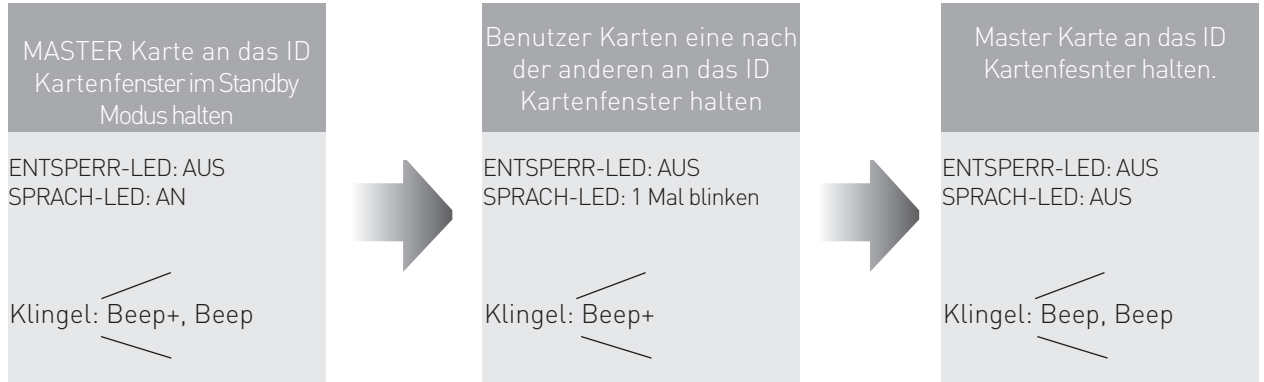 MASTER Karte an das ID
Kartenfenster im Standby
Modus halten
ENTSPERR-LED: AUS
SPRACH-LED: AN
Klingel: Beep+, Beep
Benutzer Karten eine nach
der anderen an das ID
Kartenfenster halten
ENTSPERR-LED: AUS
SPRACH-LED: 1 Mal blinken
Klingel: Beep+
Master Karte an das ID
Kartenfesnter halten.
ENTSPERR-LED: AUS
SPRACH-LED: AUS
Klingel: Beep, Beep